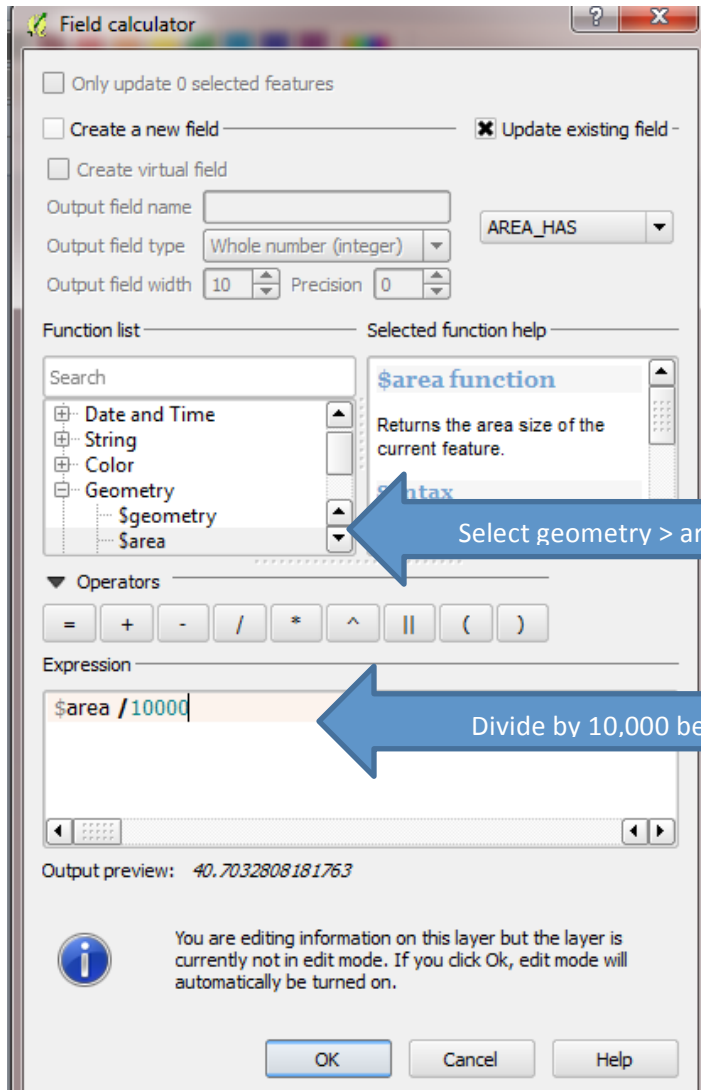 Field calculator
Only update 0 selected features
Create a new field
Update existing field
Create virtual field
Output field name
AREA_HAS
Output field type Whole number (integer)
Output field width 10 Precision 0
Function list
Selected function help
Search
$area function
Date and Time
String
Color
Geometry
$geometry
$area
Returns the area size of the
current feature.
Select geometry >
Operators
= + - / * ^ || ( )
Expression
$area /10000
Divide by 10,000
Output preview: 40.7032808181763
You are editing information on this layer but the layer is
currently not in edit mode. If you click Ok, edit mode will
automatically be turned on.
OK Cancel Help